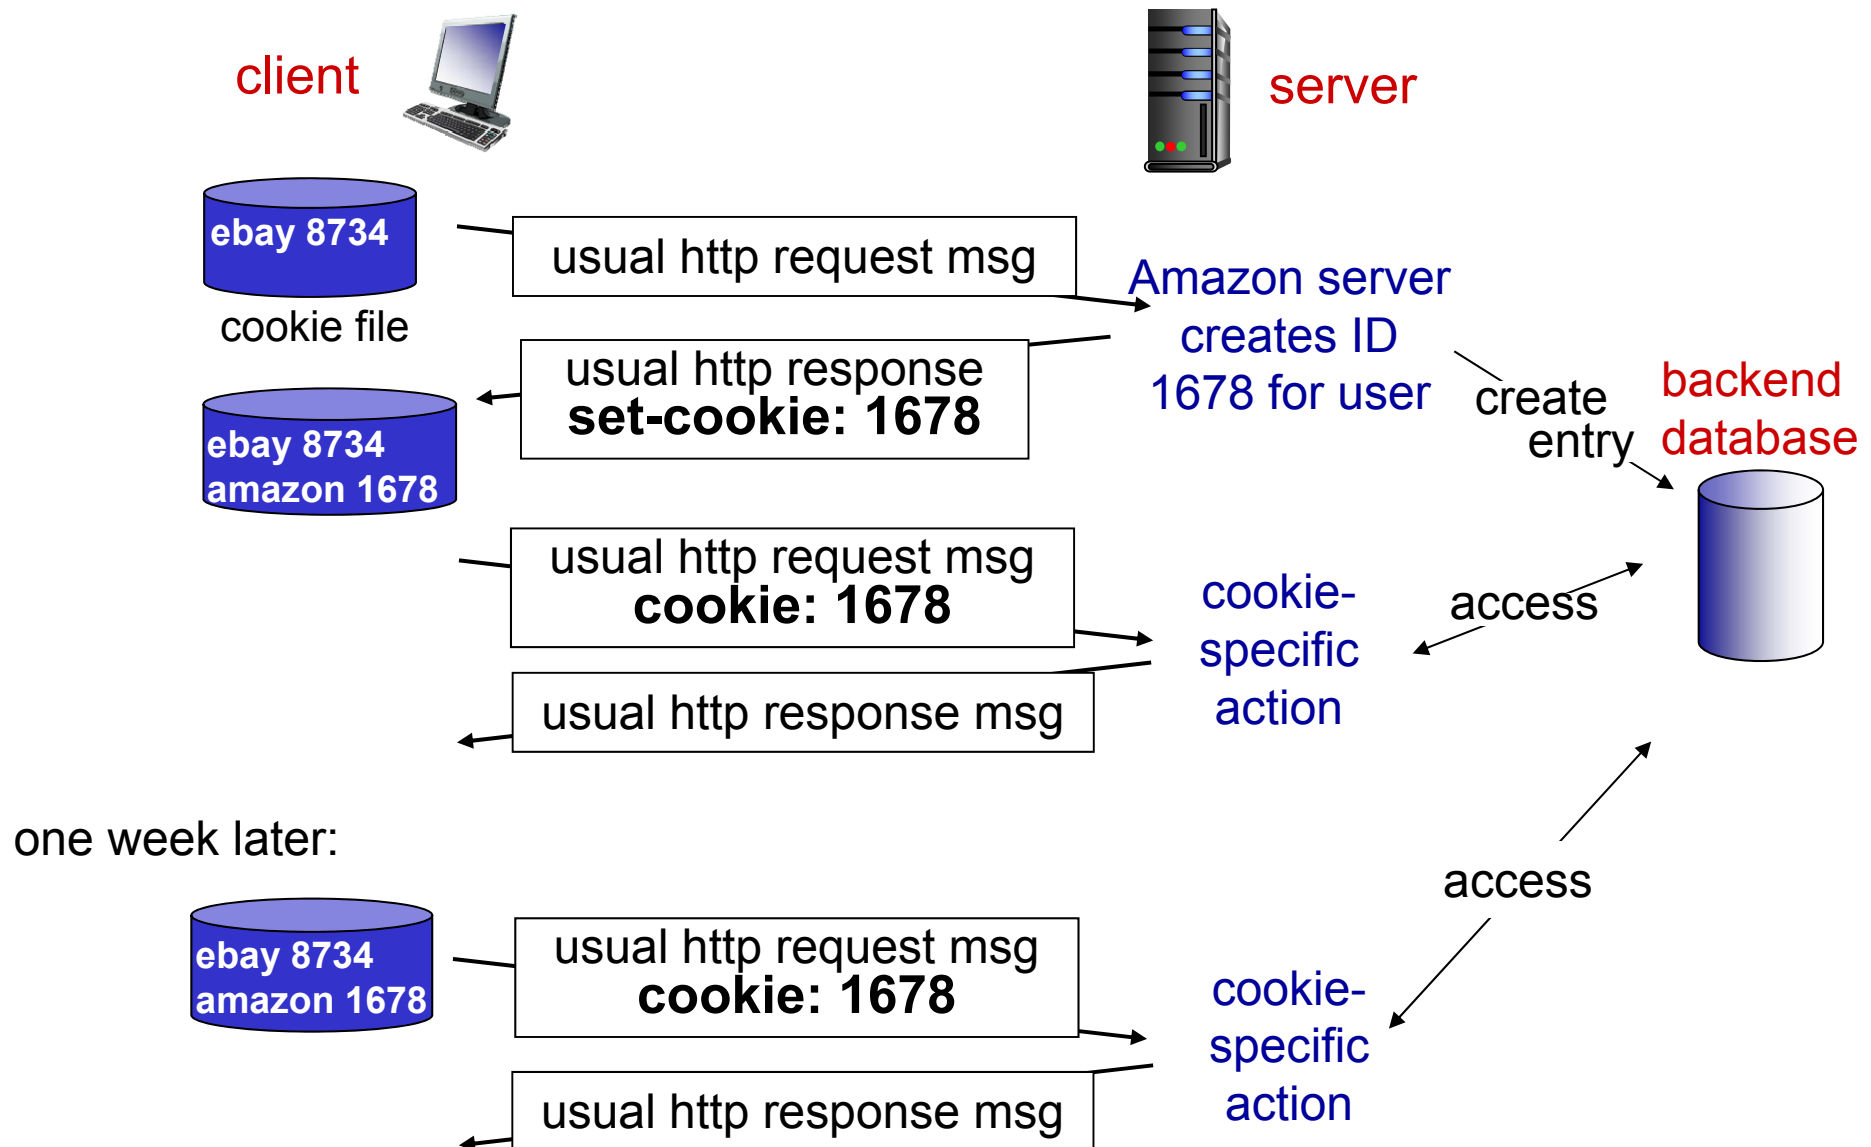 client
server
ebay 8734
cookie file
usual http request msg
Amazon server
creates ID
1678 for user
usual http response
set-cookie: 1678
create
entry
backend
database
ebay 8734
amazon 1678
usual http request msg
cookie: 1678
cookie-
specific
action
access
usual http response msg
one week later:
access
ebay 8734
amazon 1678
usual http request msg
cookie: 1678
cookie-
specific
action
usual http response msg